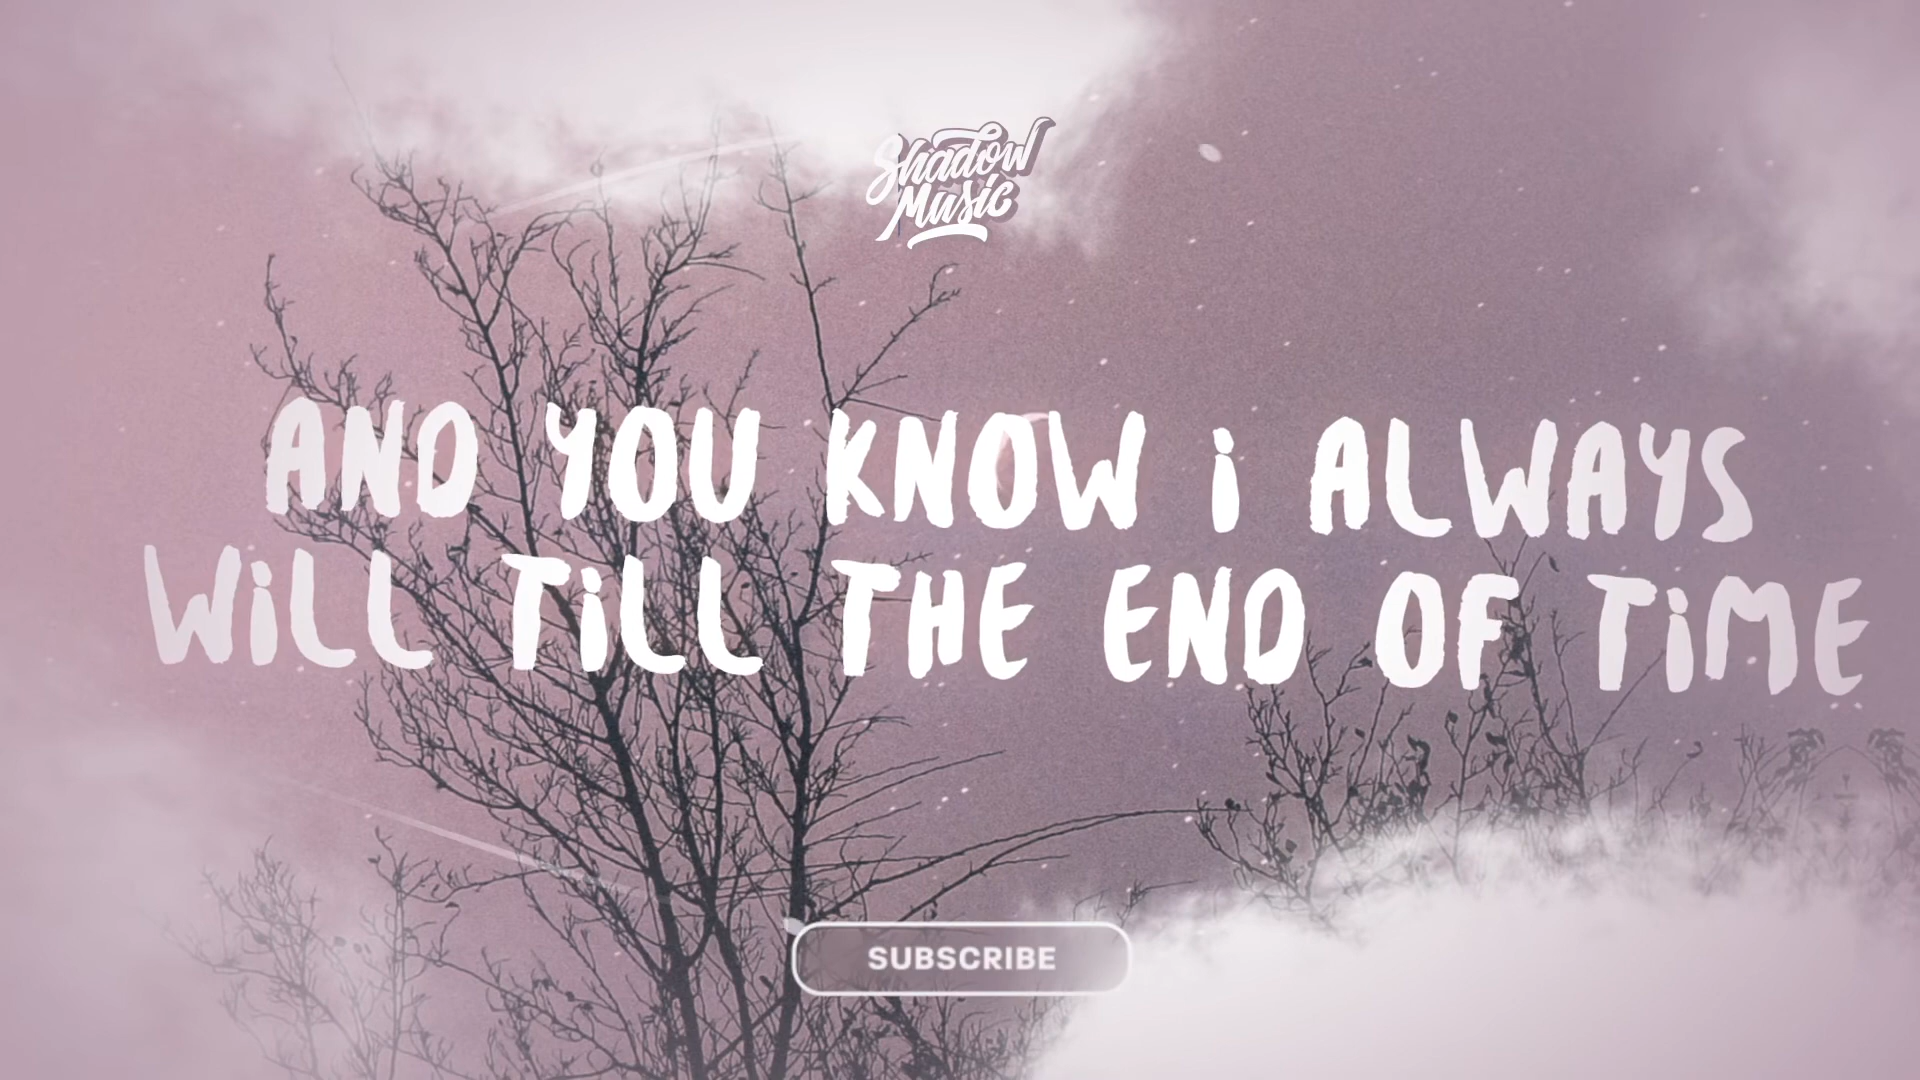 Shadow
Music
AND YOU KNOW i ALWAYS
WiLL TiLL THE END OF TiME
SUBSCRIBE